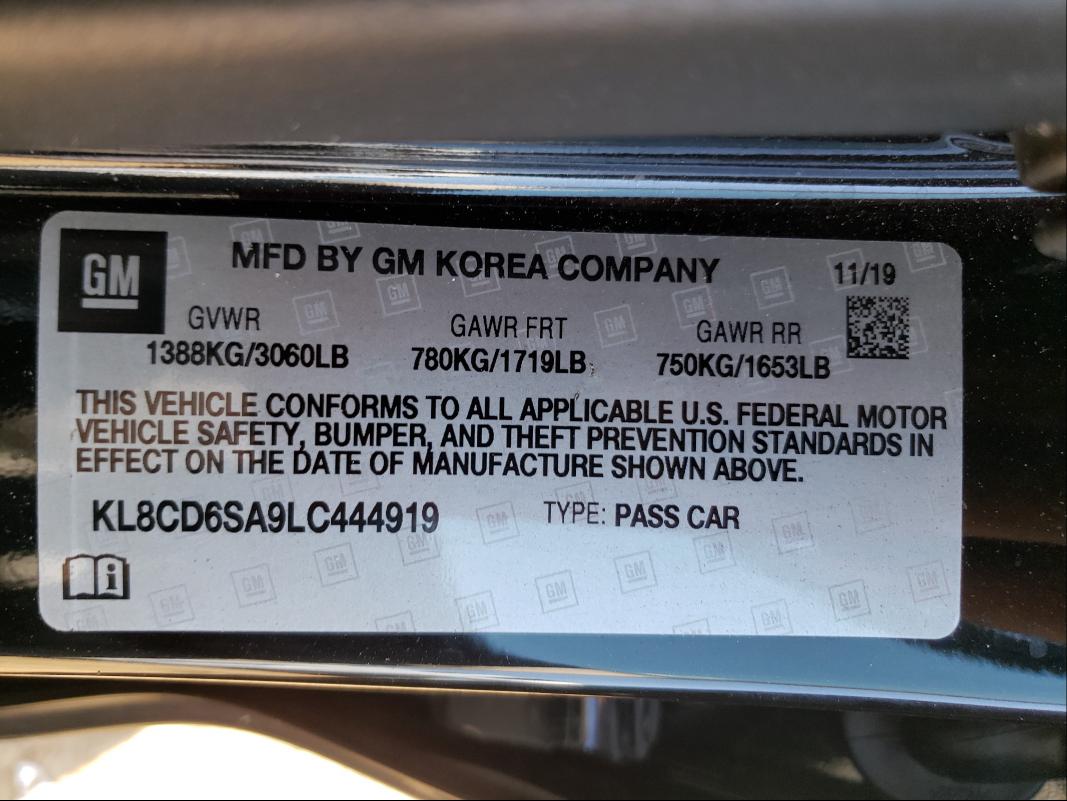 GM
MFD BY GM KOREA COMPANY
11/19
GVWR
1388KG/3060LB
GAWR FRT
780KG/1719LB
GAWR RR
750KG/1653LB
THIS VEHICLE CONFORMS TO ALL APPLICABLE U.S. FEDERAL MOTOR
VEHICLE SAFETY, BUMPER, AND THEFT PREVENTION STANDARDS IN
EFFECT ON THE DATE OF MANUFACTURE SHOWN ABOVE.
KL8CD6SA9LC444919
TYPE: PASS CAR